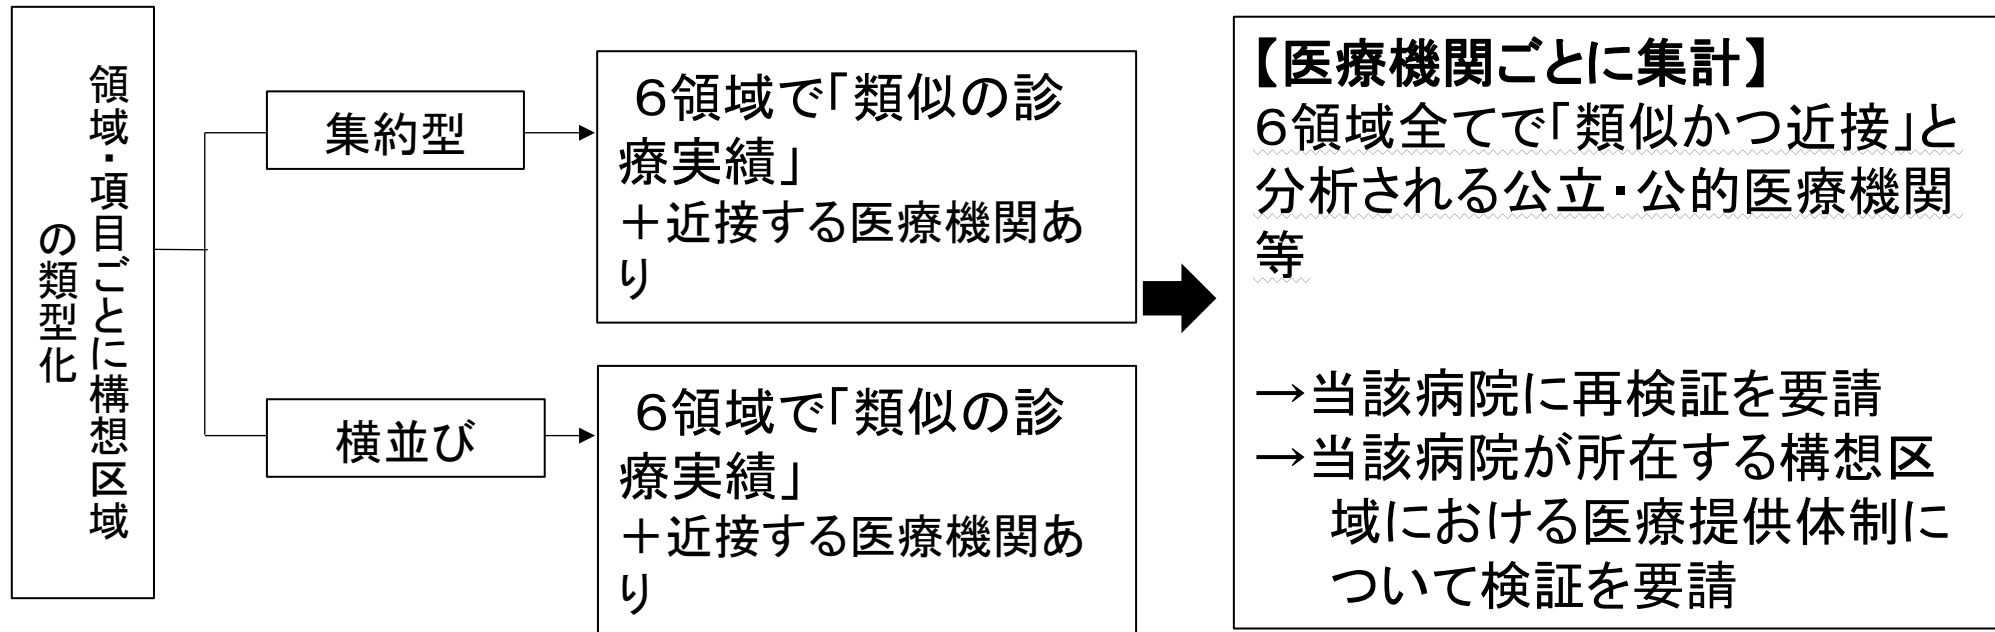 領域・項目ごとに構想区域
の類型化
集約型
６領域で「類似の診
療実績」
＋近接する医療機関あ
り
横並び
６領域で「類似の診
療実績」
＋近接する医療機関あ
り
【医療機関ごとに集計】
６領域全てで「類似かつ近接」と
分析される公立・公的医療機関
等
→当該病院に再検証を要請
→当該病院が所在する構想区
域における医療提供体制に
ついて検証を要請